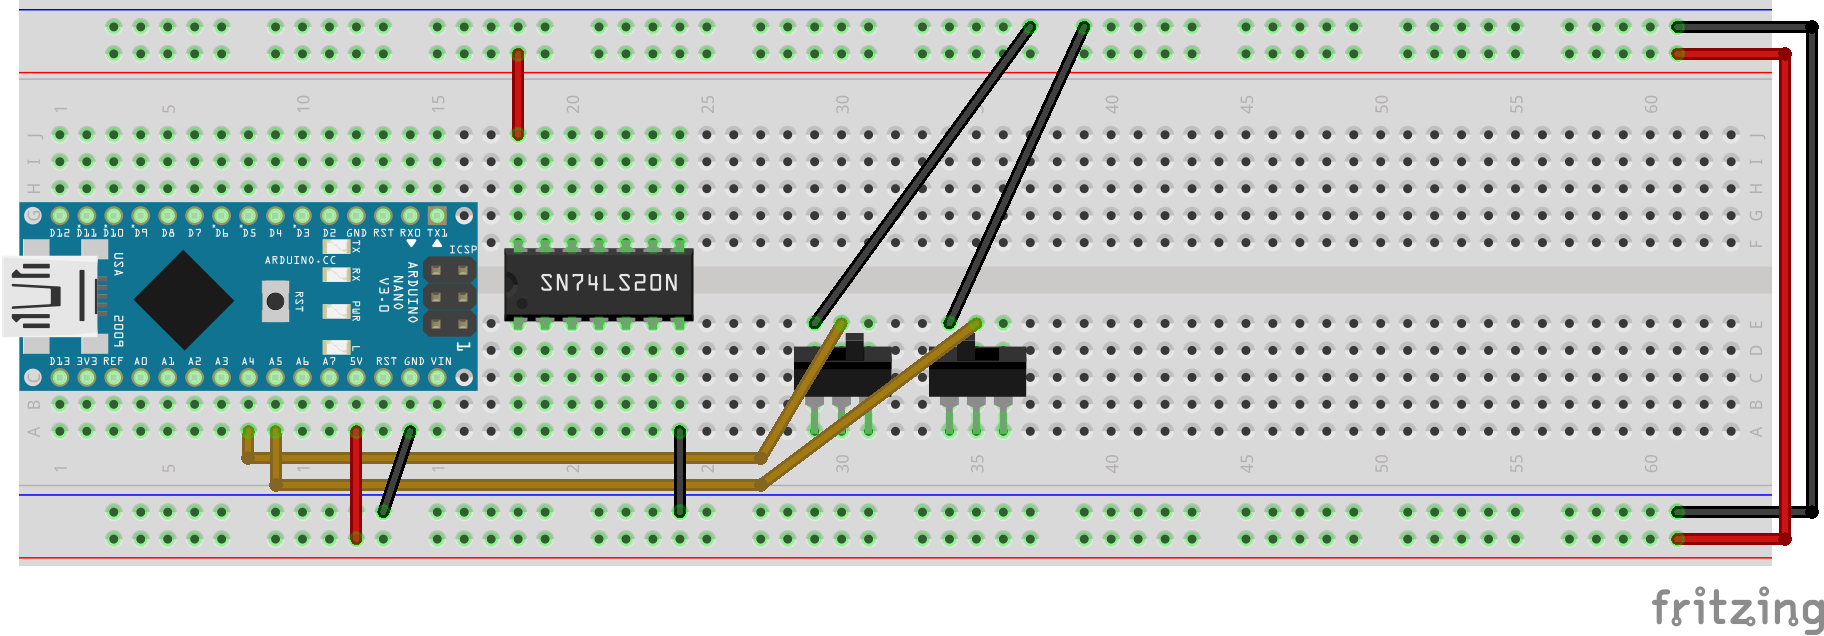 1 5 10 15 20 25 30 35 40 45 50 55 60
J J
I I
H H
G G
D12 D11 D10 D9 D8 D7 D6 D5 D4 D3 D2 GND RST RX0 TX1
F
USA
ARDUINO.CC
TX
RX
PWR
L
RST
ARDUINO
NANO
V3.0
ICSP
1
SN74LS20N
2009
E
D
D13 3V3 REF A0 A1 A2 A3 A4 A5 A6 A7 5V RST GND VIN
C C
B B
A A
1 5 10 1 2 2 30 35 40 45 50 55 60
fritzing